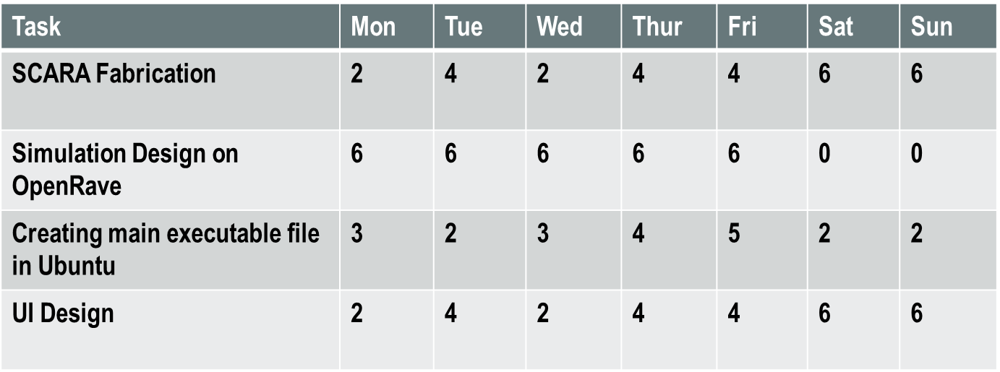 Task Mon Tue Wed Thur Fri Sat Sun
SCARA Fabrication 2 4 2 4 4 6 6
Simulation Design on 6 6 6 6 6 0 0
OpenRave
Creating main executable file 3 2 3 4 5 2 2
in Ubuntu
UI Design 2 4 2 4 4 6 6